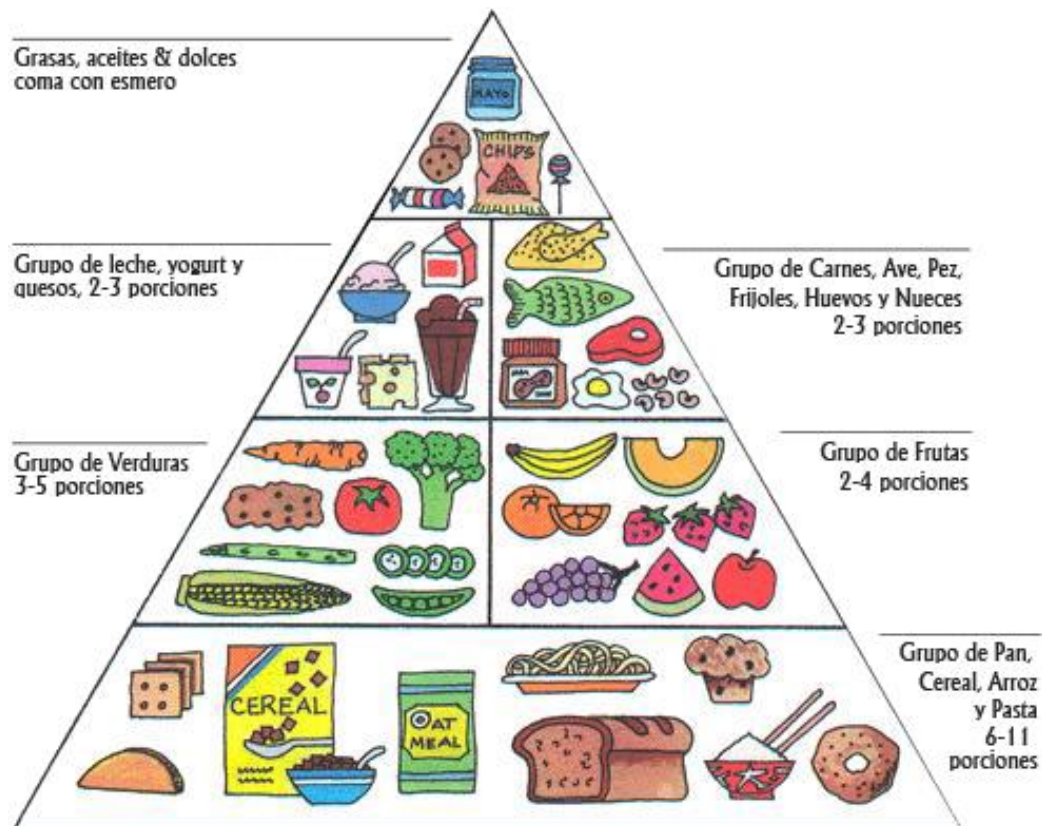 Grasas, aceites & dolces
coma con esmero
MAYO
CHIPS
Grupo de leche, yogurt y
quesos, 2-3 porciones
Grupo de Carnes, Ave, Pez,
Frijoles, Huevos y Nueces
2-3 porciones
Grupo de Verduras
3-5 porciones
Grupo de Frutas
2-4 porciones
Grupo de Pan,
Cereal, Arroz
y Pasta
6-11
porciones
CEREAL
OAT
MEAL